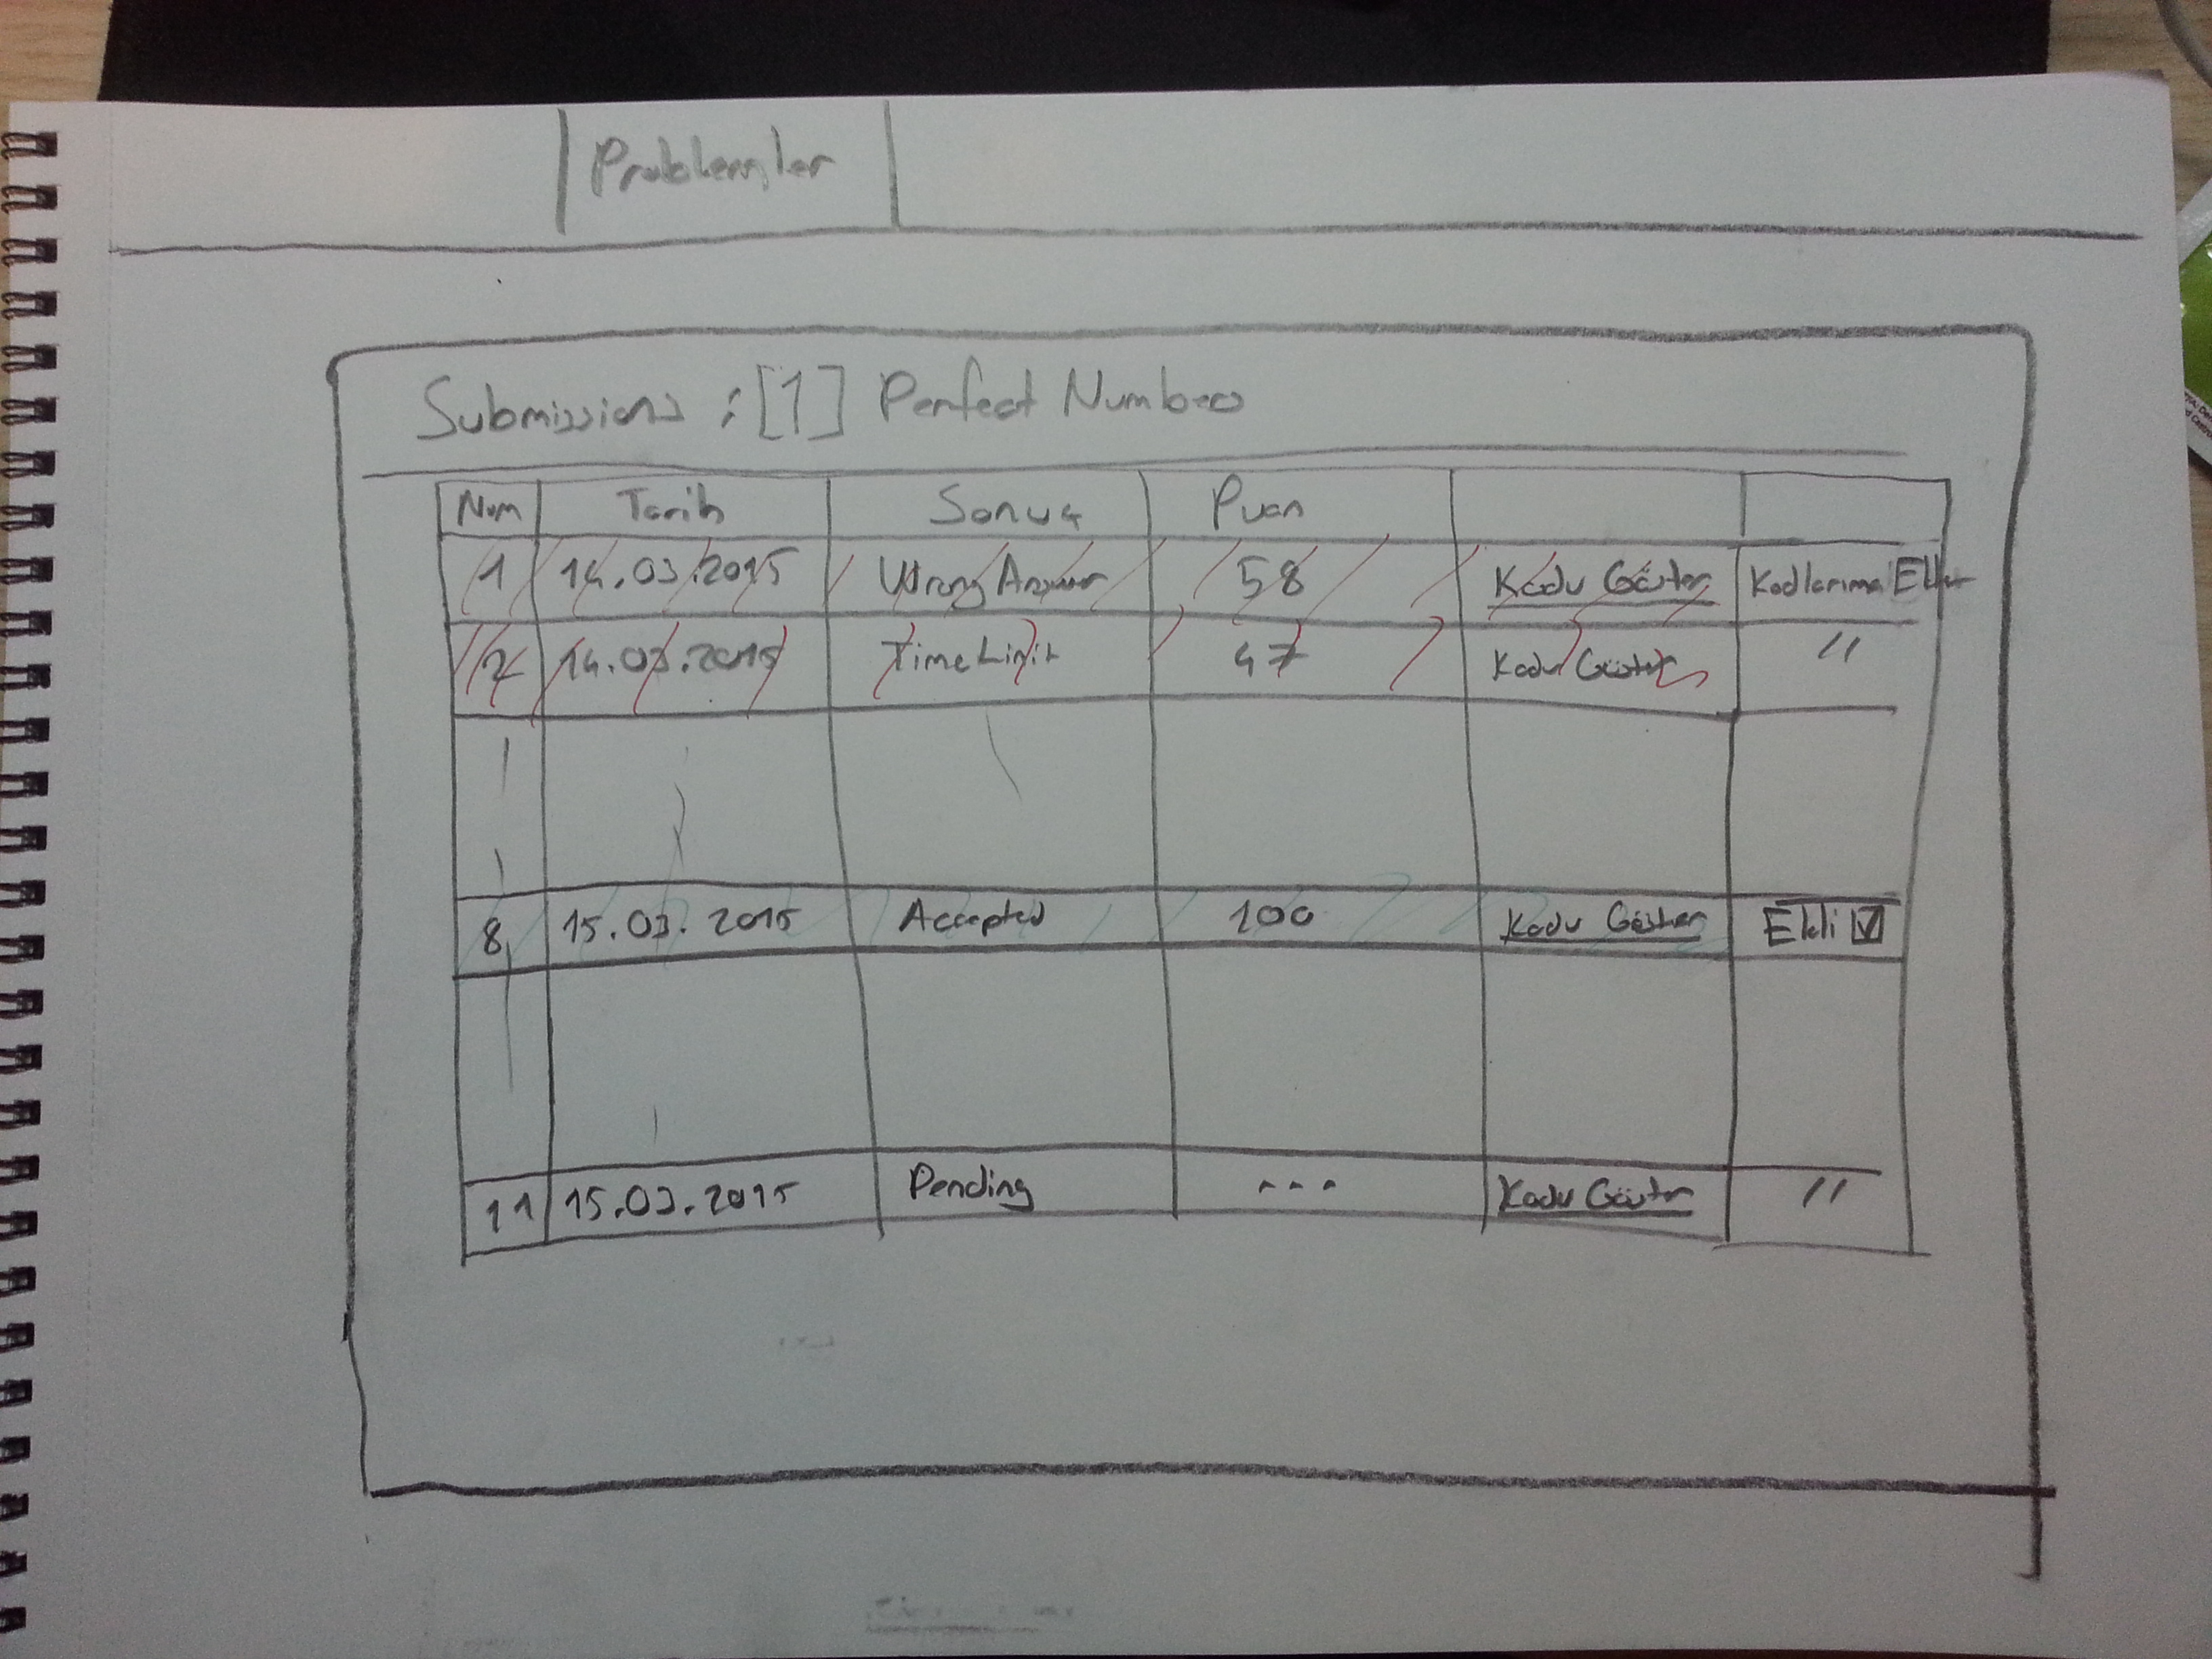 Problemler
Submissions : [1] Perfect Numbers
Num Tarih Sonuç Puan
1 14.03.2015 Wrong Answer 58 Kodu Göster Kodlarıma Ekle
2 14.03.2015 Time Limit 47 Kodu Göster "
8 15.03.2015 Accepted 100 Kodu Göster Ekli
11 15.03.2015 Pending --- Kodu Göster "